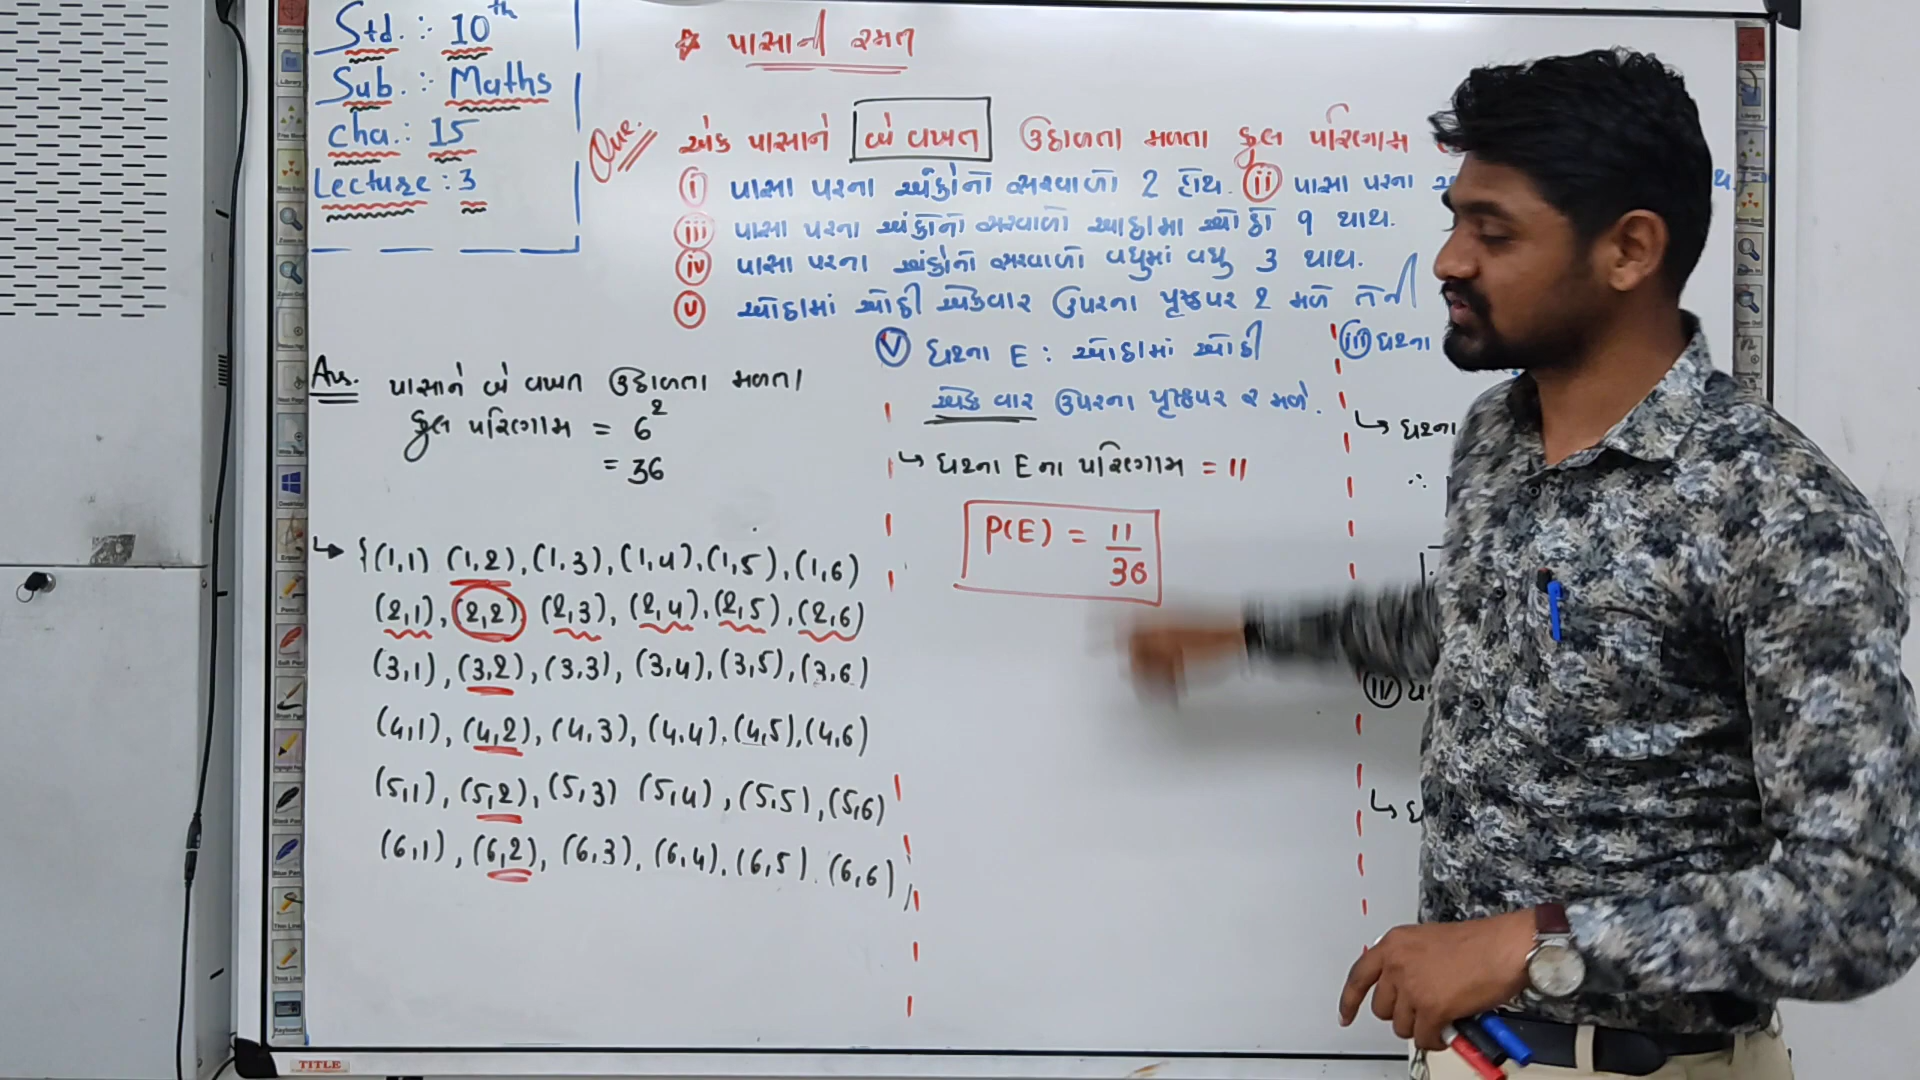 Std. : 10th
Sub. : Maths
cha. : 15
Lecture : 3
☆ પાસાની રમત
Que. એક પાસાને બે વખત ઉછાળતા મળતા કુલ પરિણામ
(i) પાસા પરના અંકોનો સરવાળો 2 હોય. (ii) પાસા પરના
(iii) પાસા પરના અંકોનો સરવાળો ઓછામાં ઓછો 9 થાય.
(iv) પાસા પરના અંકોનો સરવાળો વધુમાં વધુ 3 થાય.
(v) ઓછામાં ઓછી એકવાર ઉપરના પૃષ્ઠપર 2 મળે તેની
Ans. પાસાને બે વખત ઉછાળતા મળતા
કુલ પરિણામ = 6²
= 36
↳ {(1,1) (1,2), (1,3), (1,4), (1,5), (1,6)
(2,1), (2,2) (2,3), (2,4), (2,5), (2,6)
(3,1), (3,2), (3,3), (3,4), (3,5), (3,6)
(4,1), (4,2), (4,3), (4,4), (4,5), (4,6)
(5,1), (5,2), (5,3) (5,4), (5,5), (5,6)
(6,1), (6,2), (6,3), (6,4), (6,5). (6,6)
(V) ઘટના E : ઓછામાં ઓછી
એક વાર ઉપરના પૃષ્ઠપર ૨ મળે.
↳ ઘટના E ના પરિણામ = 11
P(E) = 11/36
(iii) ઘટના
↳ ઘટના
∴
(iv) ઘ
↳ ઘ
TITLE